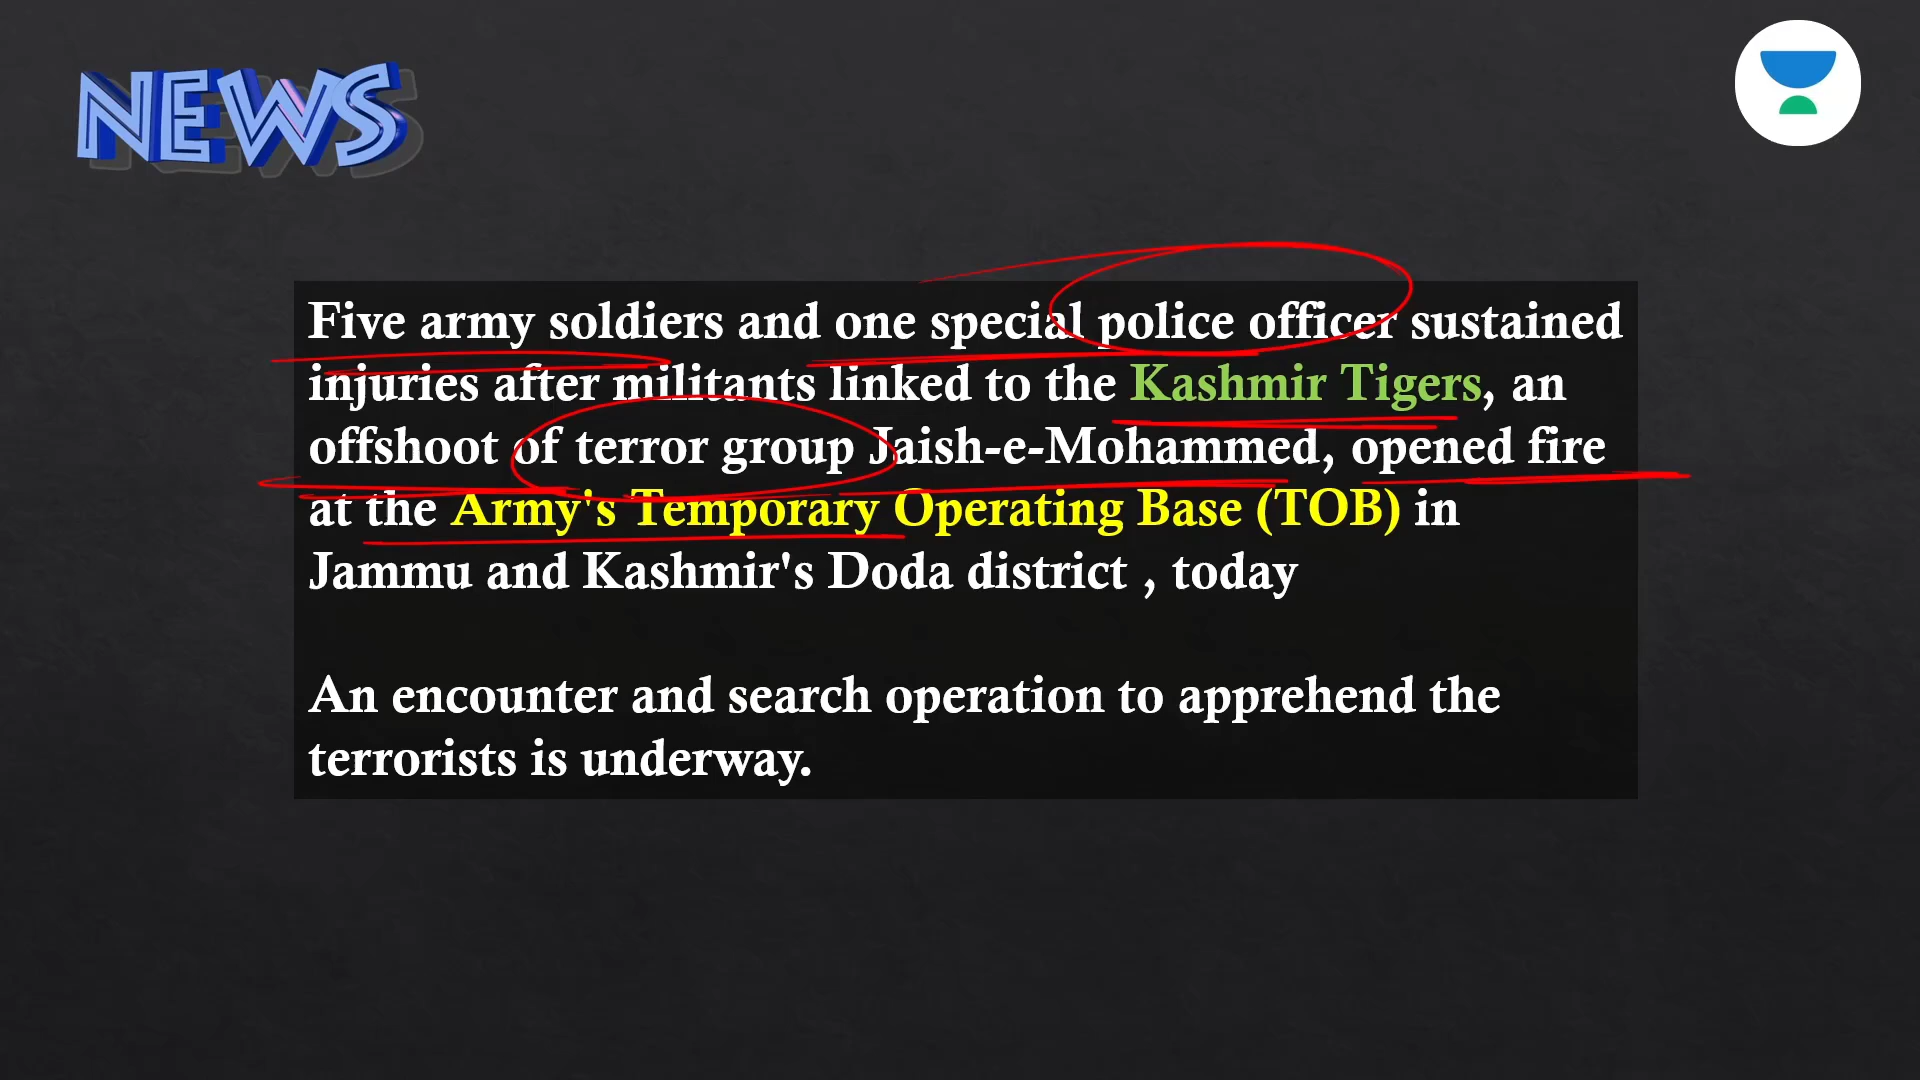 NEWS
Five army soldiers and one special police officer sustained
injuries after militants linked to the Kashmir Tigers, an
offshoot of terror group Jaish-e-Mohammed, opened fire
at the Army's Temporary Operating Base (TOB) in
Jammu and Kashmir's Doda district , today
An encounter and search operation to apprehend the
terrorists is underway.